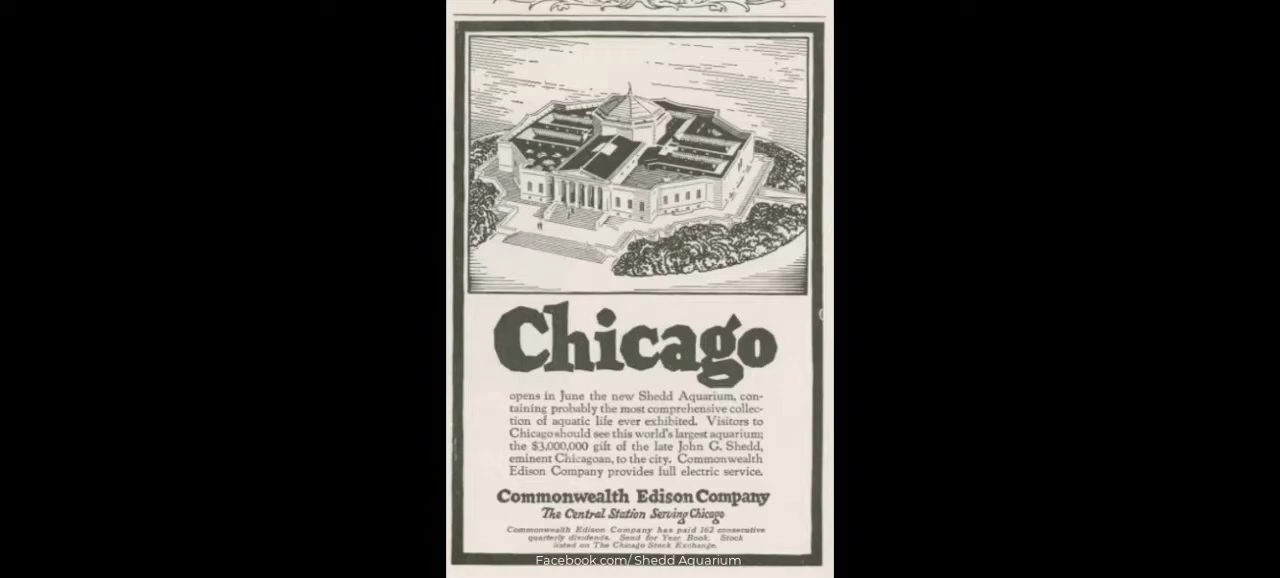 Chicago
opens in June the new Shedd Aquarium, con-
taining probably the most comprehensive collec-
tion of aquatic life ever exhibited. Visitors to
Chicago should see this world's largest aquarium;
the $3,000,000 gift of the late John G. Shedd,
eminent Chicagoan, to the city. Commonwealth
Edison Company provides full electric service.
Commonwealth Edison Company
The Central Station Serving Chicago
Commonwealth Edison Company has paid 162 consecutive
quarterly dividends. Send for Year Book. Stock
listed on The Chicago Stock Exchange.
Facebook.com/ Shedd Aquarium